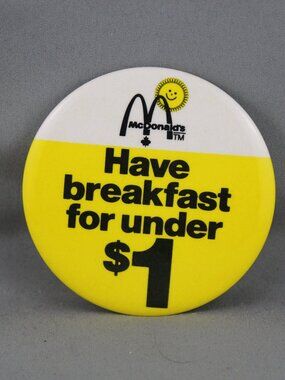 McDonald's
TM
Have
breakfast
for under
$1